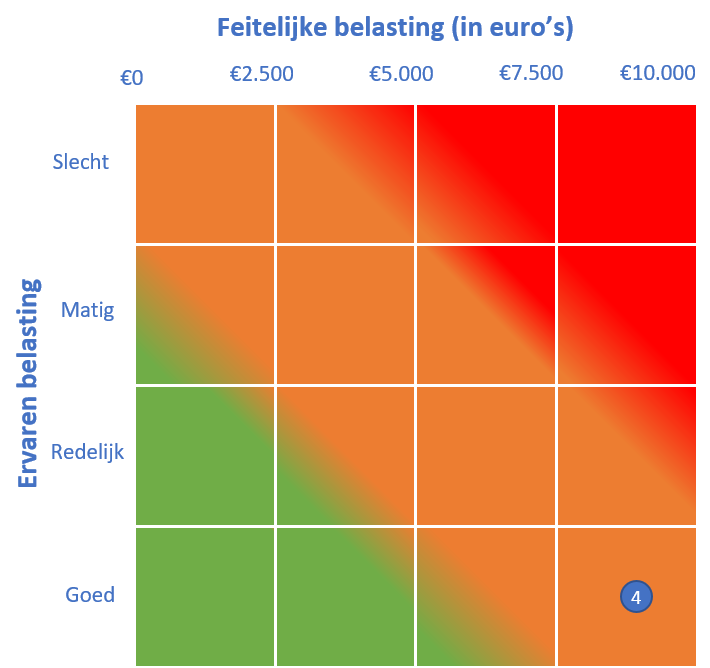 Feitelijke belasting (in euro’s)
€0
€2.500
€5.000
€7.500
€10.000
Ervaren belasting
Slecht
Matig
Redelijk
Goed
4